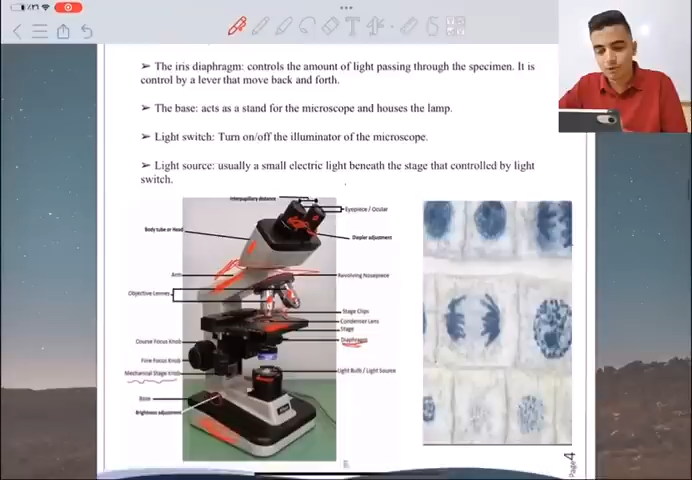 ➢ The iris diaphragm: controls the amount of light passing through the specimen. It is
control by a lever that move back and forth.
➢ The base: acts as a stand for the microscope and houses the lamp.
➢ Light switch: Turn on/off the illuminator of the microscope.
➢ Light source: usually a small electric light beneath the stage that controlled by light
switch.
Interpupillary distance
Eyepiece / Ocular
Body tube or Head
Diopter adjustment
Arm
Revolving Nosepiece
Objective Lenses
Stage Clips
Condenser Lens
Stage
Course Focus Knob
Diaphragm
Fine Focus Knob
Mechanical Stage Knob
Light Bulb / Light Source
Base
Brightness adjustment
Page4